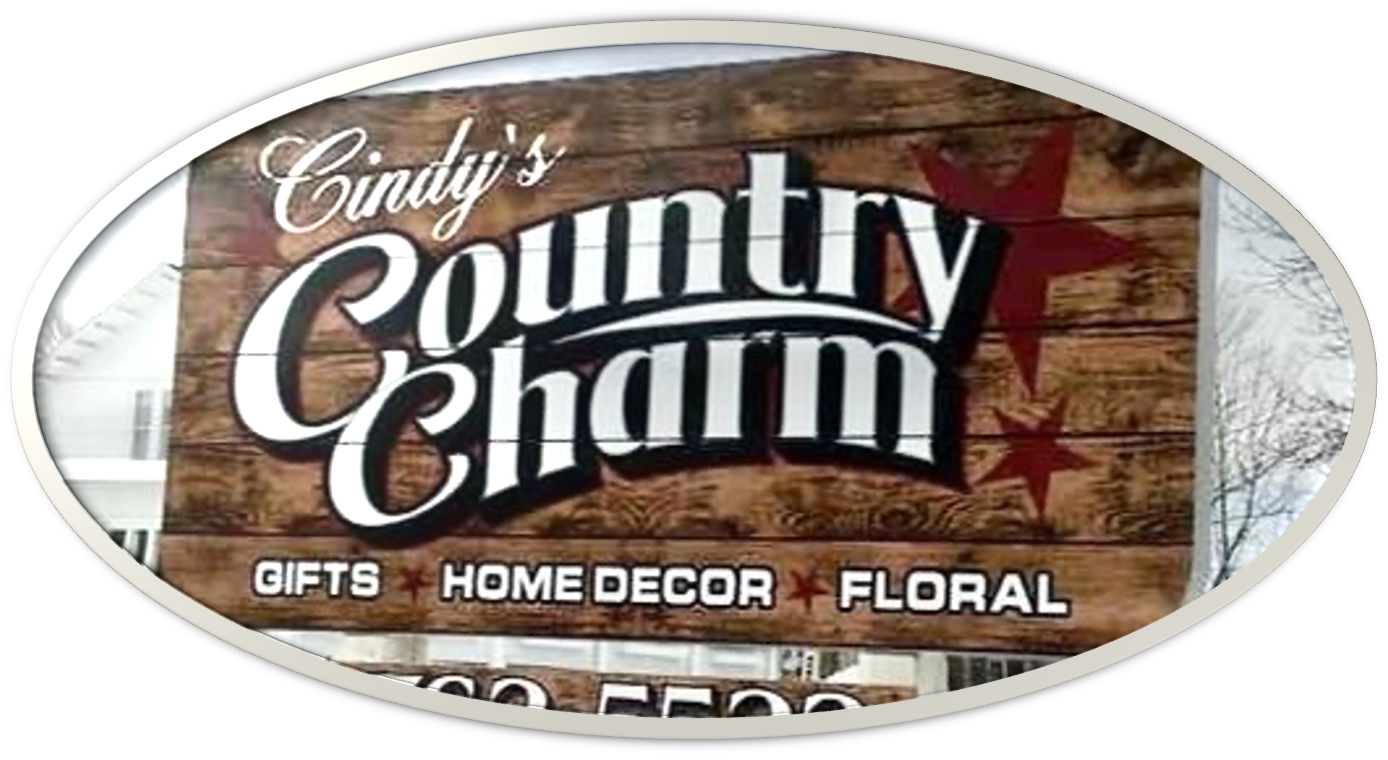 Cindy's
Country
Charm
GIFTS ★ HOME DECOR ★ FLORAL